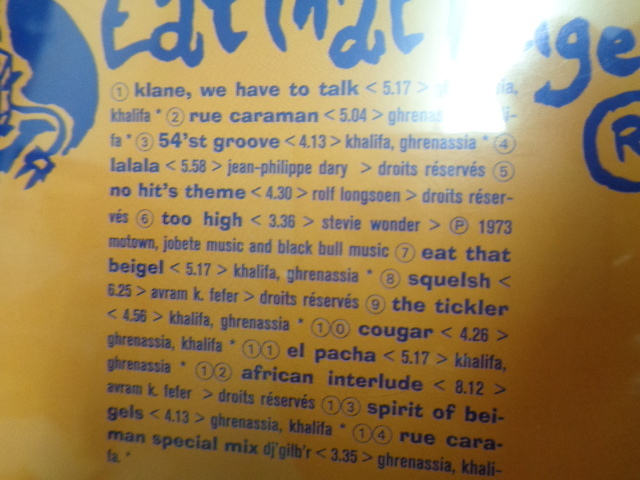 Eat that
① klane, we have to talk < 5.17 > ghrenassia,
khalifa * ② rue caraman < 5.04 > ghrenassia, khali-
fa * ③ 54'st groove < 4.13 > khalifa, ghrenassia * ④
lalala < 5.58 > jean-philippe dary > droits réservés ⑤
no hit's theme < 4.30 > rolf longsoen > droits réser-
vés ⑥ too high < 3.36 > stevie wonder > ℗ 1973
motown, jobete music and black bull music ⑦ eat that
beigel < 5.17 > khalifa, ghrenassia * ⑧ squelsh <
6.25 > avram k. fefer > droits réservés ⑨ the tickler
< 4.56 > khalifa, ghrenassia * ①⓪ cougar < 4.26 >
ghrenassia, khalifa * ①① el pacha < 5.17 > khalifa,
ghrenassia * ①② african interlude < 8.12 >
avram k. fefer > droits réservés ①③ spirit of bei-
gels < 4.13 > ghrenassia, khalifa * ①④ rue cara-
man special mix dj'gilb'r < 3.35 > ghrenassia, khali-
fa. *